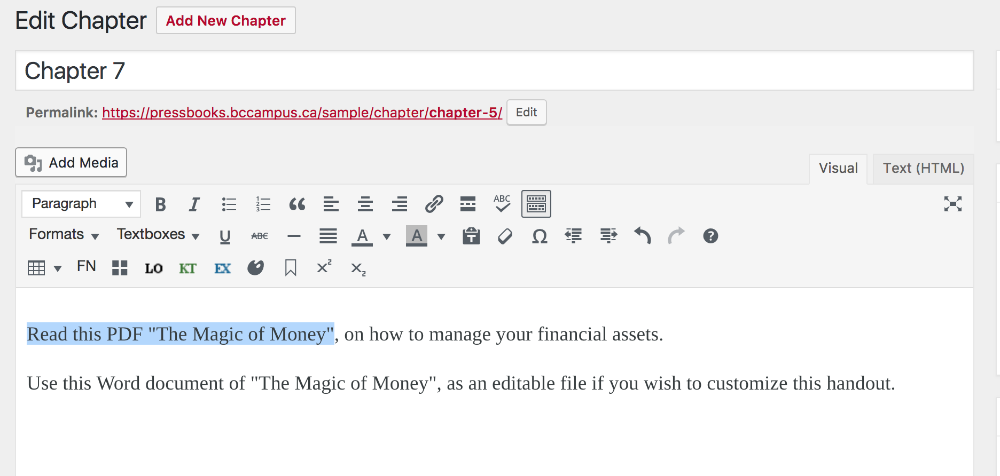 Edit Chapter Add New Chapter
Chapter 7
Permalink: https://pressbooks.bccampus.ca/sample/chapter/chapter-5/ Edit
Add Media Visual Text (HTML)
Paragraph B I 1 2 3 ABC
Formats Textboxes U ABC A A T Ω ?
FN LO KT EX X2 X2
Read this PDF "The Magic of Money", on how to manage your financial assets.
Use this Word document of "The Magic of Money", as an editable file if you wish to customize this handout.